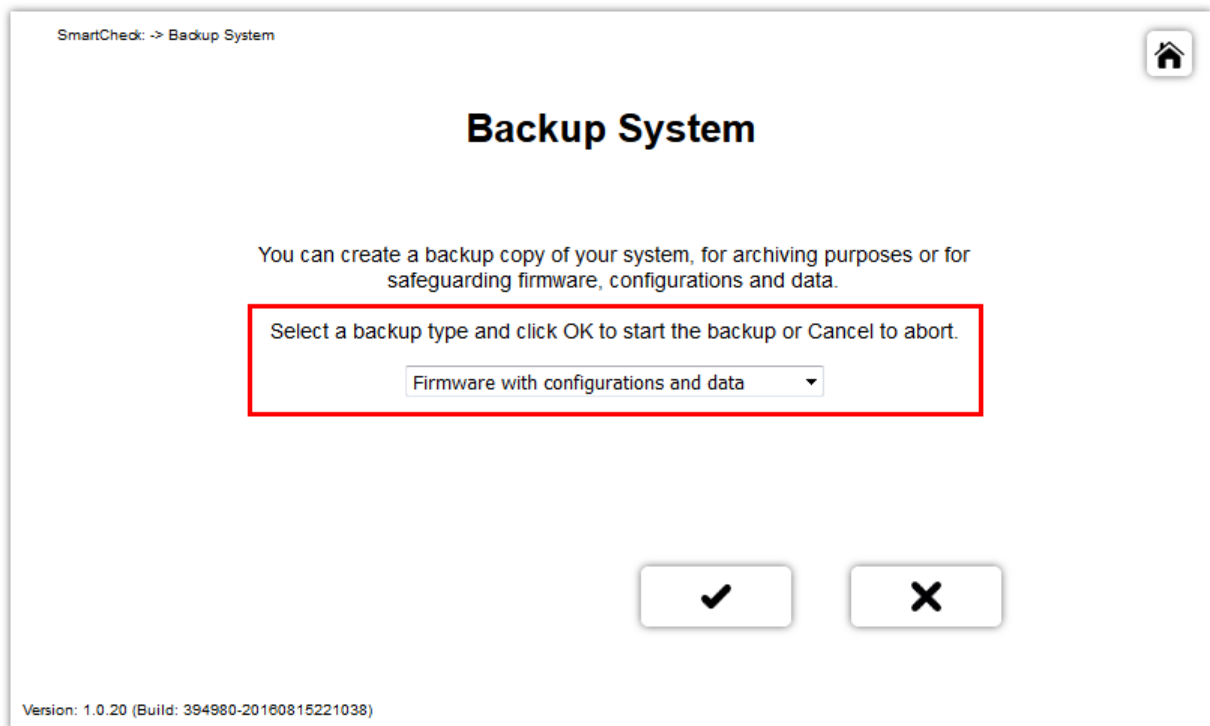 SmartCheck: -> Backup System
Backup System
You can create a backup copy of your system, for archiving purposes or for
safeguarding firmware, configurations and data.
Select a backup type and click OK to start the backup or Cancel to abort.
Firmware with configurations and data
Version: 1.0.20 (Build: 394980-20160815221038)